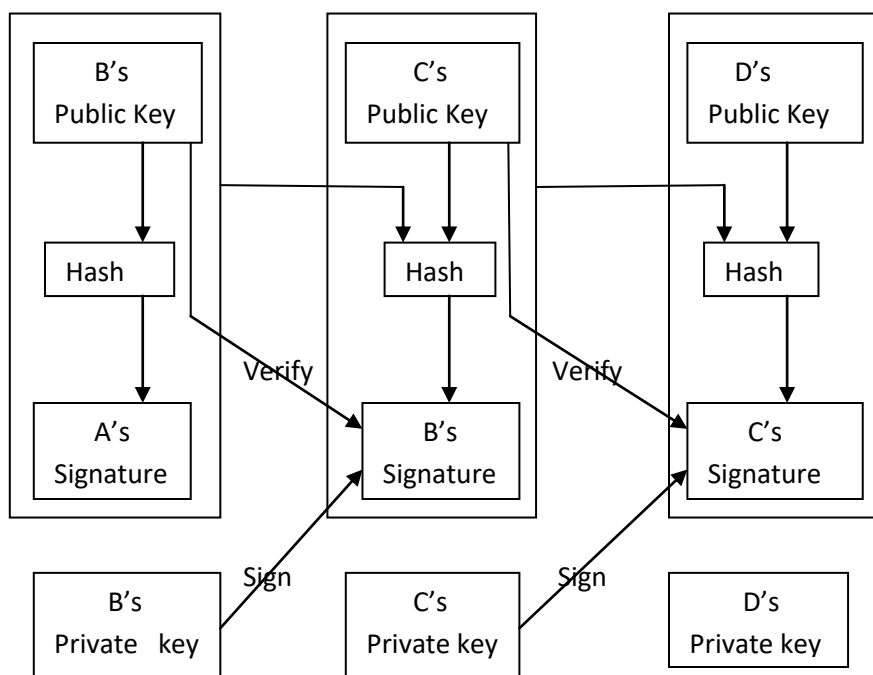 B’s
Public Key
C’s
Public Key
D’s
Public Key
Hash
Hash
Hash
Verify
Verify
A’s
Signature
B’s
Signature
C’s
Signature
Sign
Sign
B’s
Private key
C’s
Private key
D’s
Private key